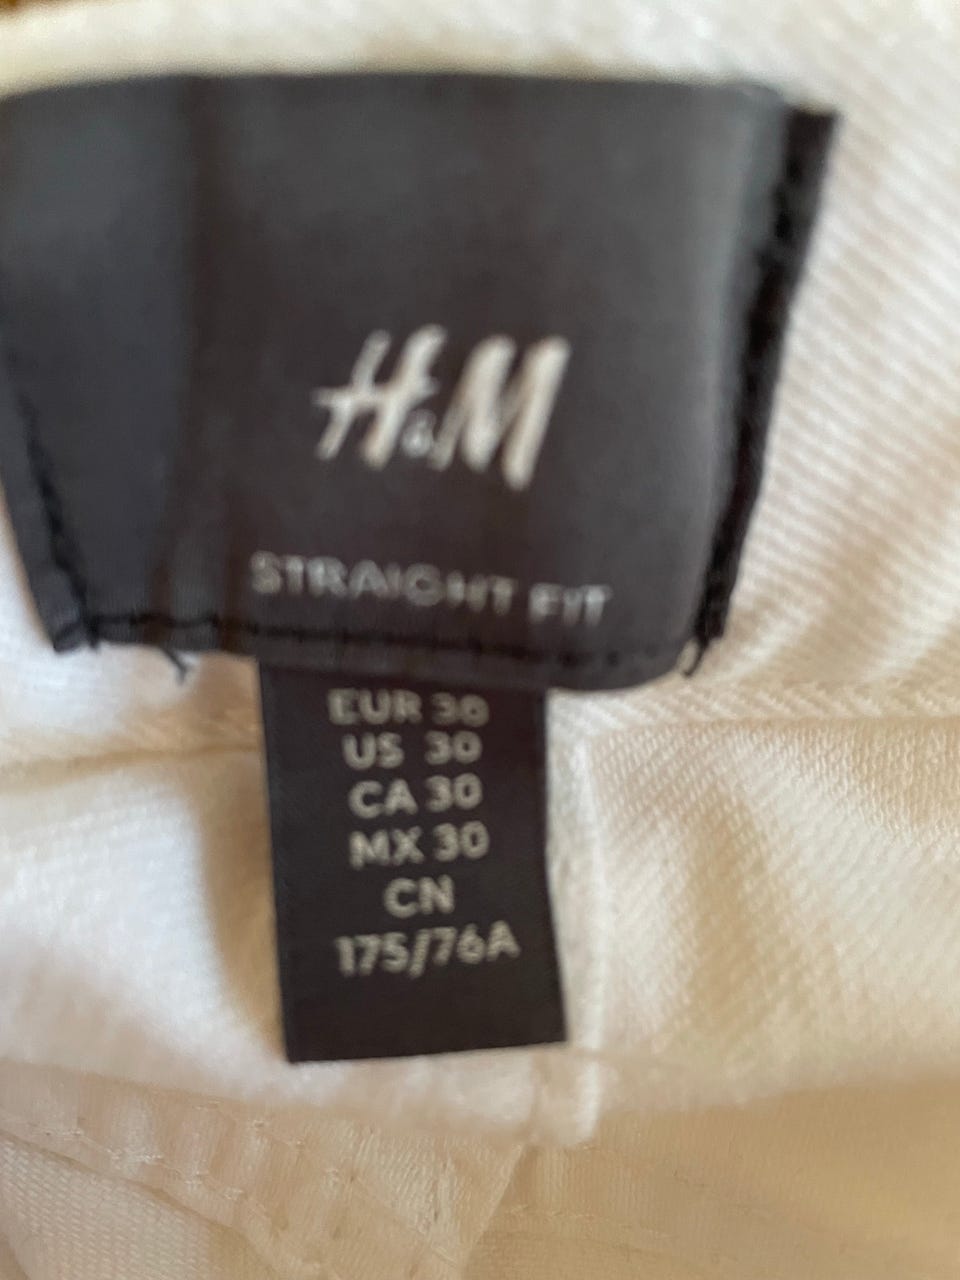 H&M
STRAIGHT FIT
EUR 30
US 30
CA 30
MX 30
CN
175/76A